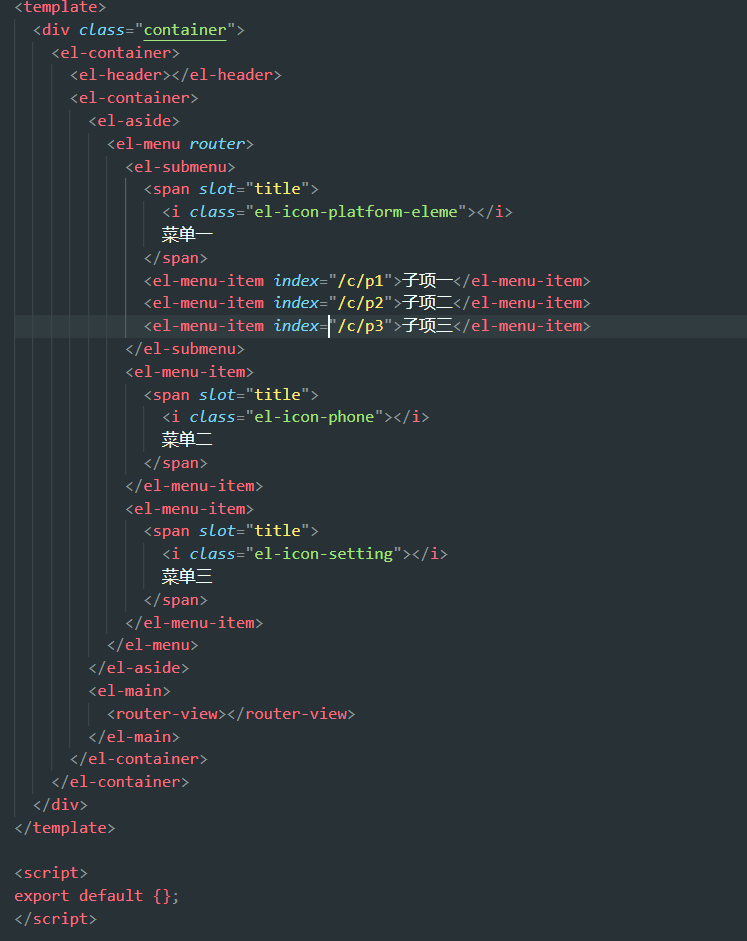 <template>
<div class="container">
<el-container>
<el-header></el-header>
<el-container>
<el-aside>
<el-menu router>
<el-submenu>
<span slot="title">
<i class="el-icon-platform-eleme"></i>
菜单一
</span>
<el-menu-item index="/c/p1">子项一</el-menu-item>
<el-menu-item index="/c/p2">子项二</el-menu-item>
<el-menu-item index="/c/p3">子项三</el-menu-item>
</el-submenu>
<el-menu-item>
<span slot="title">
<i class="el-icon-phone"></i>
菜单二
</span>
</el-menu-item>
<el-menu-item>
<span slot="title">
<i class="el-icon-setting"></i>
菜单三
</span>
</el-menu-item>
</el-menu>
</el-aside>
<el-main>
<router-view></router-view>
</el-main>
</el-container>
</el-container>
</div>
</template>
<script>
export default {};
</script>